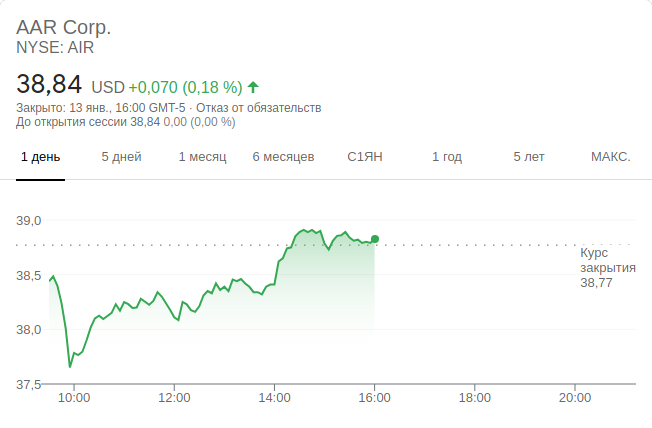 AAR Corp.
NYSE: AIR
38,84 USD +0,070 (0,18 %)
Закрыто: 13 янв., 16:00 GMT-5 · Отказ от обязательств
До открытия сессии 38,84 0,00 (0,00 %)
1 день 5 дней 1 месяц 6 месяцев С1ЯН 1 год 5 лет МАКС.
39,0
Курс
закрытия
38,77
38,5
38,0
37,5
10:00 12:00 14:00 16:00 18:00 20:00